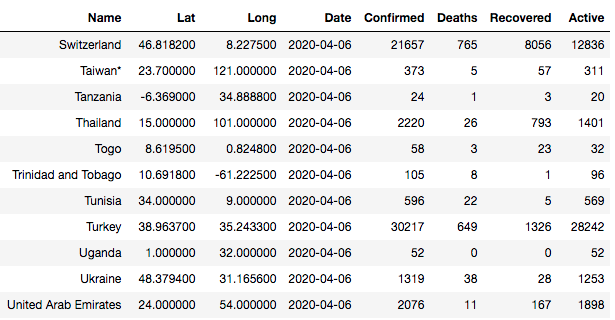 Name Lat Long Date Confirmed Deaths Recovered Active
Switzerland 46.818200 8.227500 2020-04-06 21657 765 8056 12836
Taiwan* 23.700000 121.000000 2020-04-06 373 5 57 311
Tanzania -6.369000 34.888800 2020-04-06 24 1 3 20
Thailand 15.000000 101.000000 2020-04-06 2220 26 793 1401
Togo 8.619500 0.824800 2020-04-06 58 3 23 32
Trinidad and Tobago 10.691800 -61.222500 2020-04-06 105 8 1 96
Tunisia 34.000000 9.000000 2020-04-06 596 22 5 569
Turkey 38.963700 35.243300 2020-04-06 30217 649 1326 28242
Uganda 1.000000 32.000000 2020-04-06 52 0 0 52
Ukraine 48.379400 31.165600 2020-04-06 1319 38 28 1253
United Arab Emirates 24.000000 54.000000 2020-04-06 2076 11 167 1898